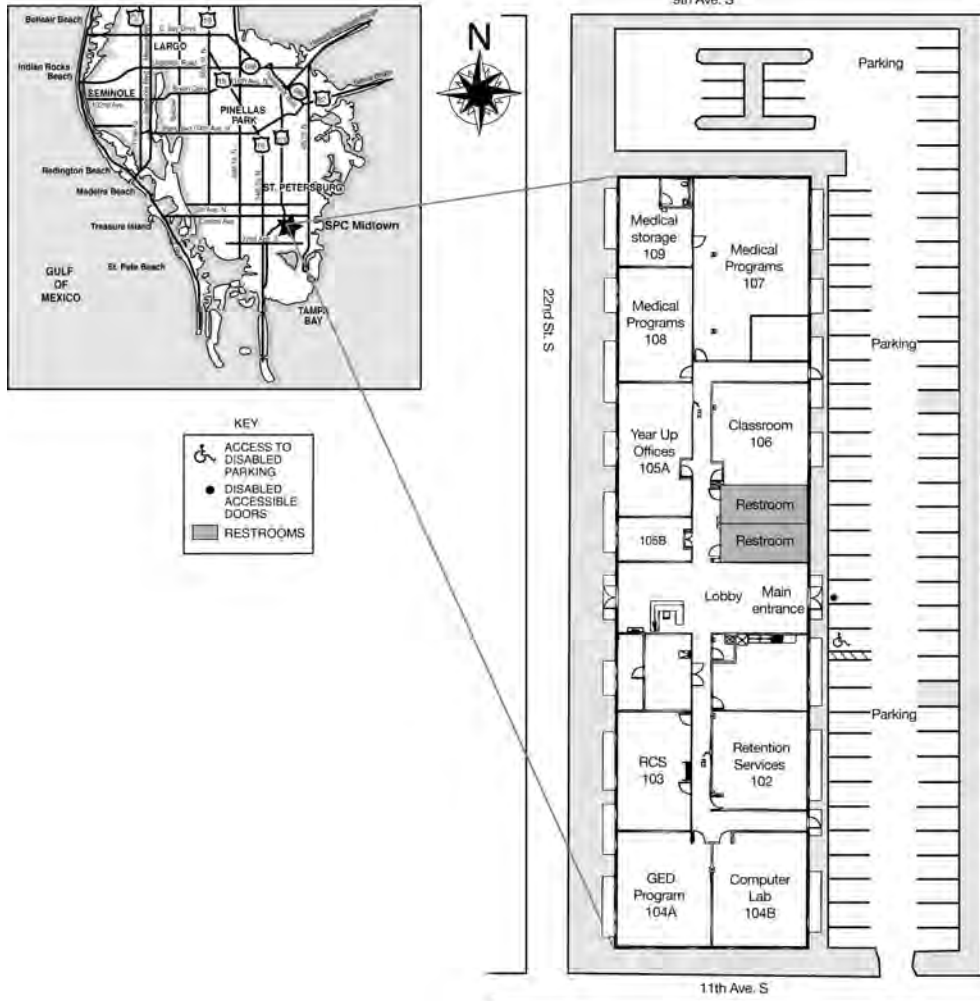 Belleair Beach
LARGO
Indian Rocks
Beach
SEMINOLE
PINELLAS
PARK
Redington Beach
Madeira Beach
ST. PETERSBURG
Treasure Island
SPC Midtown
St. Pete Beach
GULF
OF
MEXICO
TAMPA
BAY
KEY
ACCESS TO
DISABLED
PARKING
DISABLED
ACCESSIBLE
DOORS
RESTROOMS
N
9th Ave. S
22nd St. S
Parking
Medical
storage
109
Medical
Programs
107
Medical
Programs
108
Parking
Year Up
Offices
105A
Classroom
106
Restroom
Restroom
105B
Lobby
Main
entrance
Parking
RCS
103
Retention
Services
102
GED
Program
104A
Computer
Lab
104B
11th Ave. S